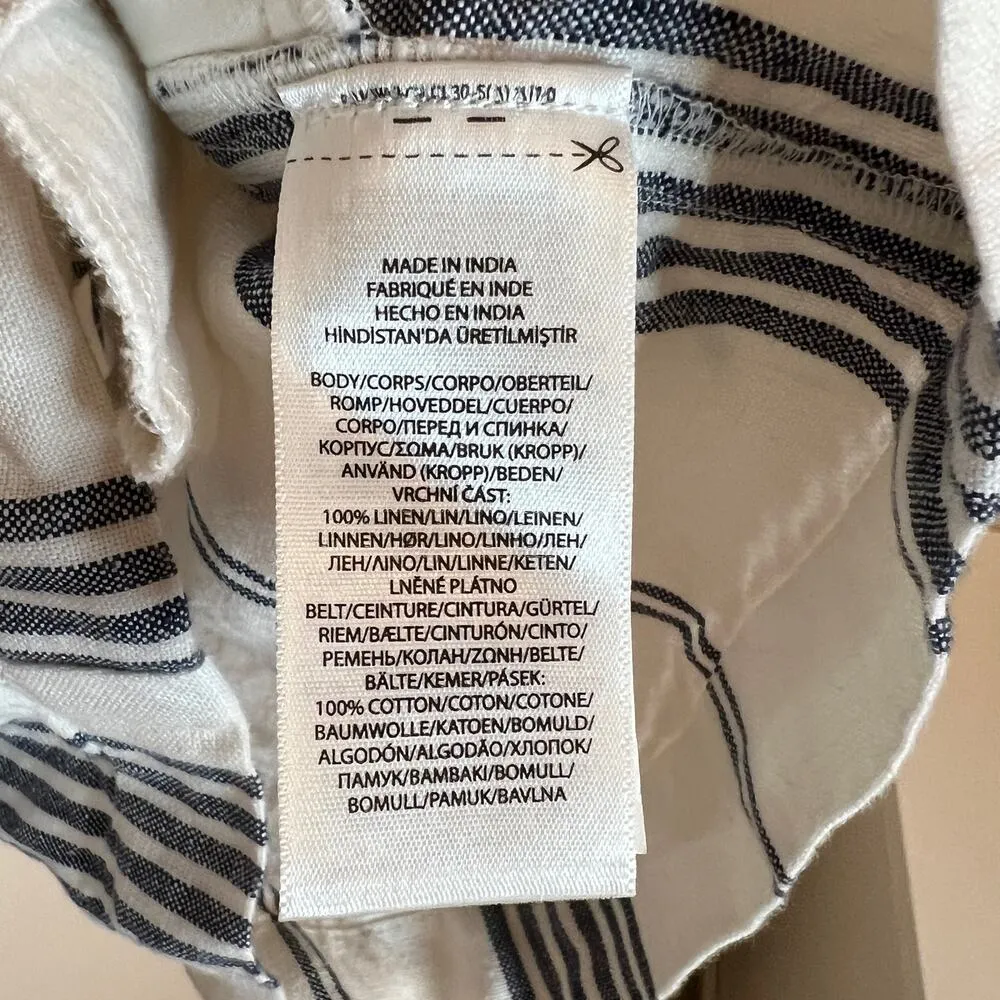 MADE IN INDIA
FABRIQUÉ EN INDE
HECHO EN INDIA
HİNDİSTAN'DA ÜRETİLMİŞTİR
BODY/CORPS/CORPO/OBERTEIL/
ROMP/HOVEDDEL/CUERPO/
CORPO/ПЕРЕД И СПИНКА/
КОРПУС/ΣΩΜΑ/BRUK (KROPP)/
ANVÄND (KROPP)/BEDEN/
VRCHNÍ ČÁST:
100% LINEN/LIN/LINO/LEINEN/
LINNEN/HØR/LINO/LINHO/ЛЕН/
ЛЕН/ΛΙΝΟ/LIN/LINNE/KETEN/
LNĚNÉ PLÁTNO
BELT/CEINTURE/CINTURA/GÜRTEL/
RIEM/BÆLTE/CINTURÓN/CINTO/
РЕМЕНЬ/КОЛАН/ΖΩΝΗ/BELTE/
BÄLTE/KEMER/PÁSEK:
100% COTTON/COTON/COTONE/
BAUMWOLLE/KATOEN/BOMULD/
ALGODÓN/ALGODÃO/ХЛОПОК/
ПАМУК/ΒΑΜΒΑΚΙ/BOMULL/
BOMULL/PAMUK/BAVLNA